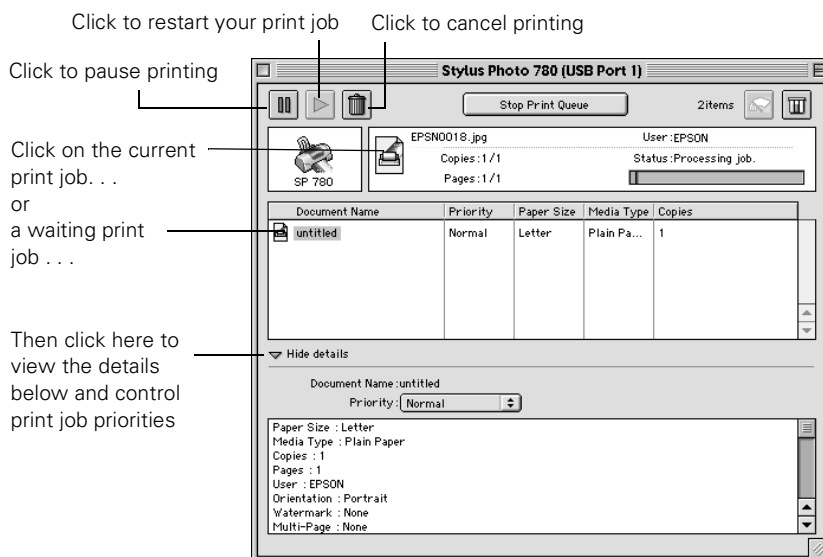 Click to restart your print job
Click to cancel printing
Click to pause printing
Stylus Photo 780 (USB Port 1)
Stop Print Queue
2items
Click on the current
print job. . .
or
a waiting print
job . . .
SP 780
EPSN0018.jpg
User:EPSON
Copies:1/1
Status:Processing job.
Pages:1/1
Document Name Priority Paper Size Media Type Copies
untitled Normal Letter Plain Pa... 1
Then click here to
view the details
below and control
print job priorities
Hide details
Document Name:untitled
Priority: Normal
Paper Size : Letter
Media Type : Plain Paper
Copies : 1
Pages : 1
User : EPSON
Orientation : Portrait
Watermark : None
Multi-Page : None